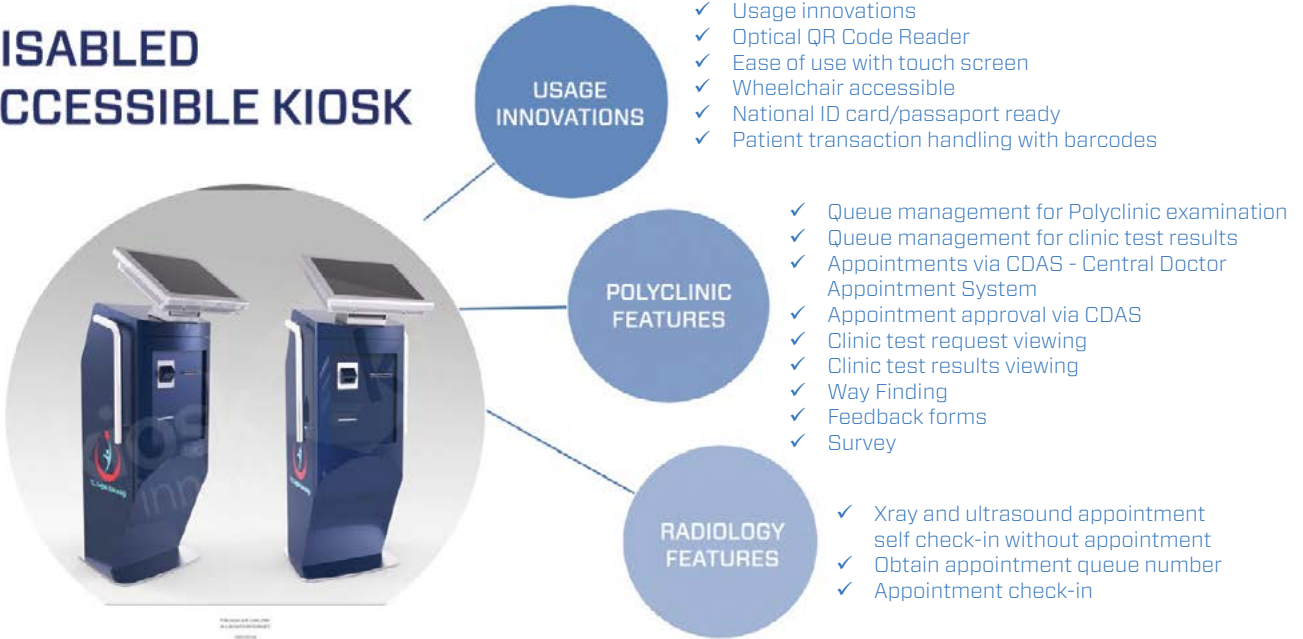 ISABLED
CCESSIBLE KIOSK
USAGE
INNOVATIONS
✓ Usage innovations
✓ Optical QR Code Reader
✓ Ease of use with touch screen
✓ Wheelchair accessible
✓ National ID card/passaport ready
✓ Patient transaction handling with barcodes
POLYCLINIC
FEATURES
✓ Queue management for Polyclinic examination
✓ Queue management for clinic test results
✓ Appointments via CDAS - Central Doctor
Appointment System
✓ Appointment approval via CDAS
✓ Clinic test request viewing
✓ Clinic test results viewing
✓ Way Finding
✓ Feedback forms
✓ Survey
RADIOLOGY
FEATURES
✓ Xray and ultrasound appointment
self check-in without appointment
✓ Obtain appointment queue number
✓ Appointment check-in